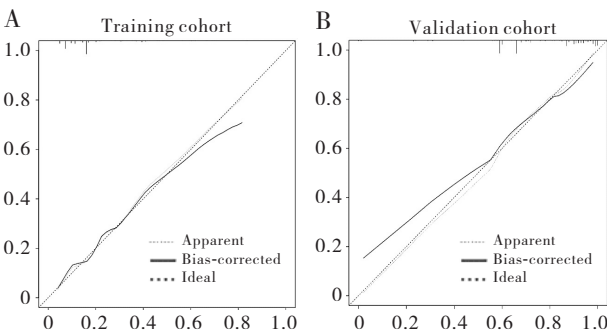 A
Training cohort
1.0
0.8
0.6
0.4
0.2
0
Apparent
Bias-corrected
Ideal
0 0.2 0.4 0.6 0.8 1.0
B
Validation cohort
1.0
0.8
0.6
0.4
0.2
0
Apparent
Bias-corrected
Ideal
0 0.2 0.4 0.6 0.8 1.0